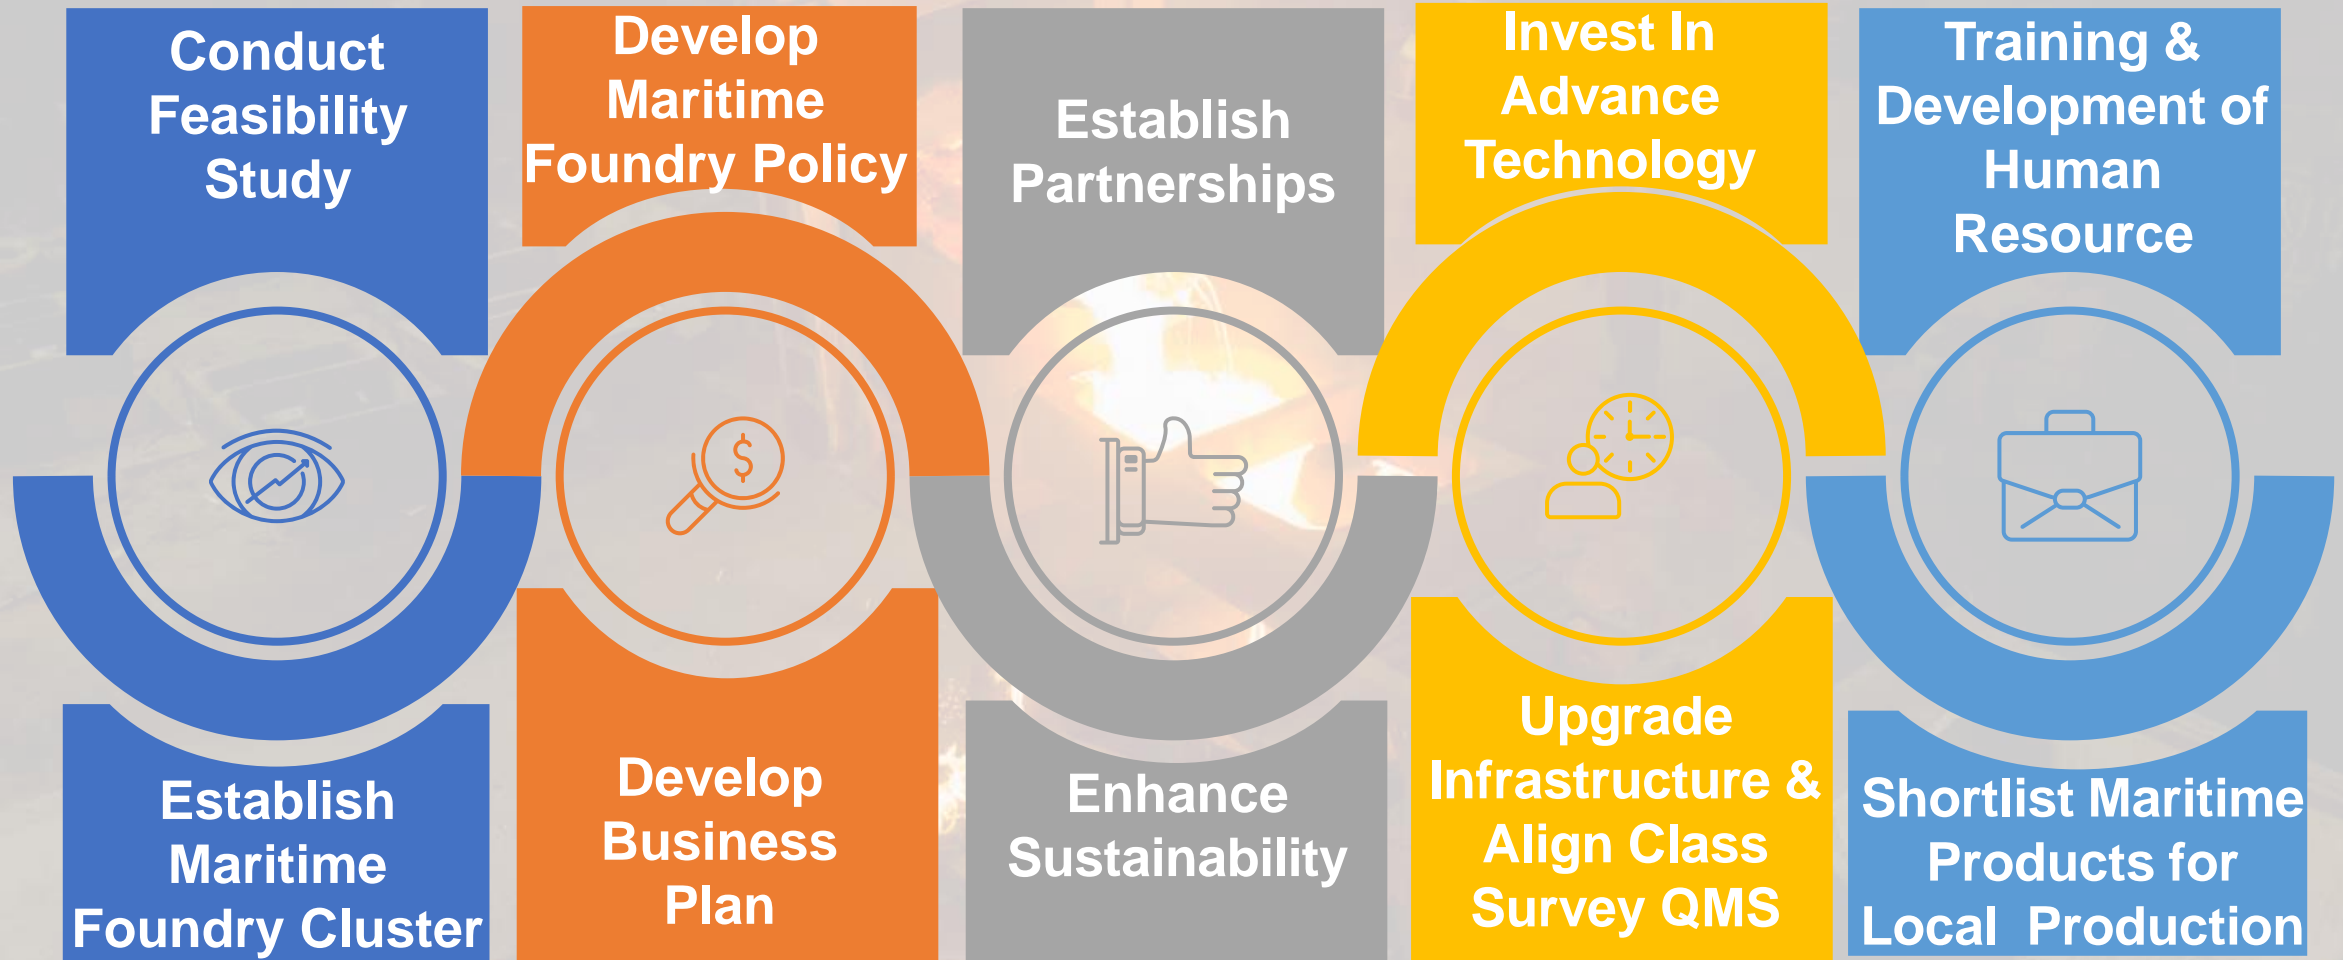 Conduct
Feasibility
Study
Develop
Maritime
Foundry Policy
Establish
Partnerships
Invest In
Advance
Technology
Training &
Development of
Human
Resource
$
Establish
Maritime
Foundry Cluster
Develop
Business
Plan
Enhance
Sustainability
Upgrade
Infrastructure &
Align Class
Survey QMS
Shortlist Maritime
Products for
Local  Production